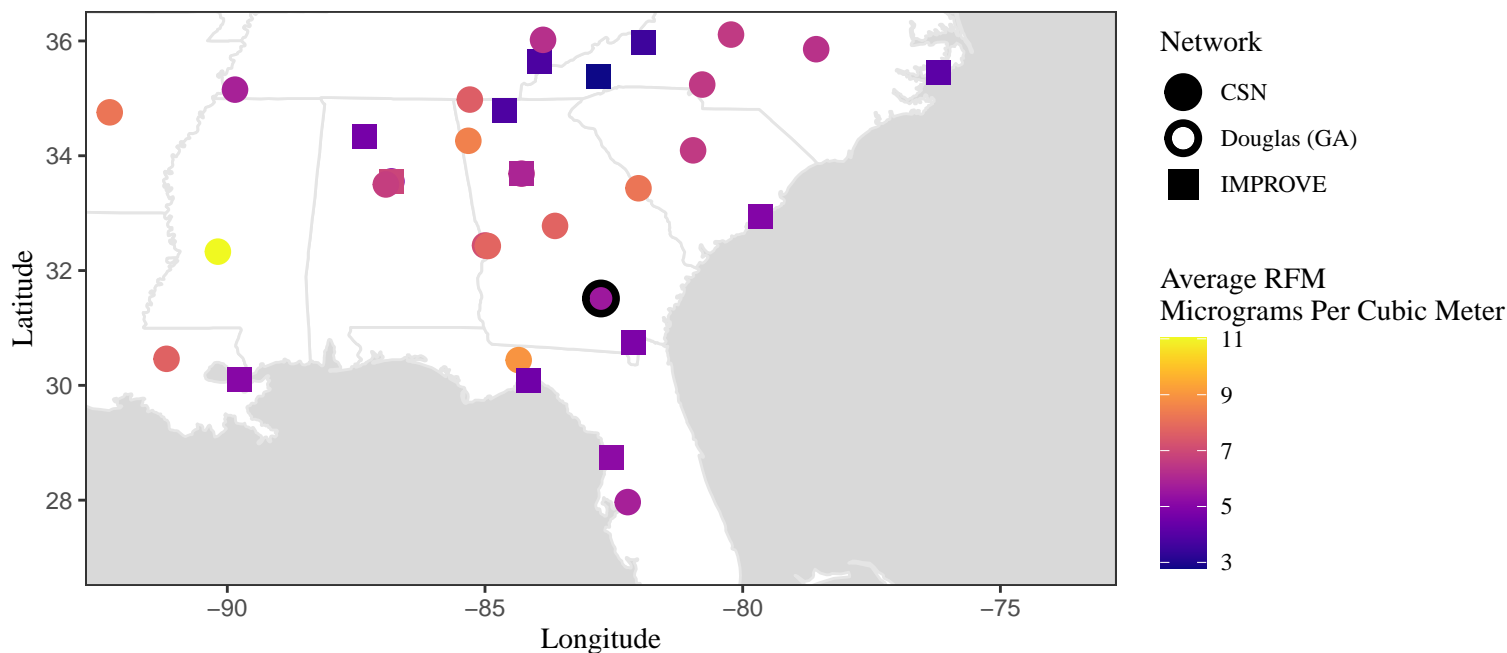 36
34
32
30
28
Latitude
−90
−85
−80
−75
Longitude
Network
CSN
Douglas (GA)
IMPROVE
Average RFM
Micrograms Per Cubic Meter
11
9
7
5
3